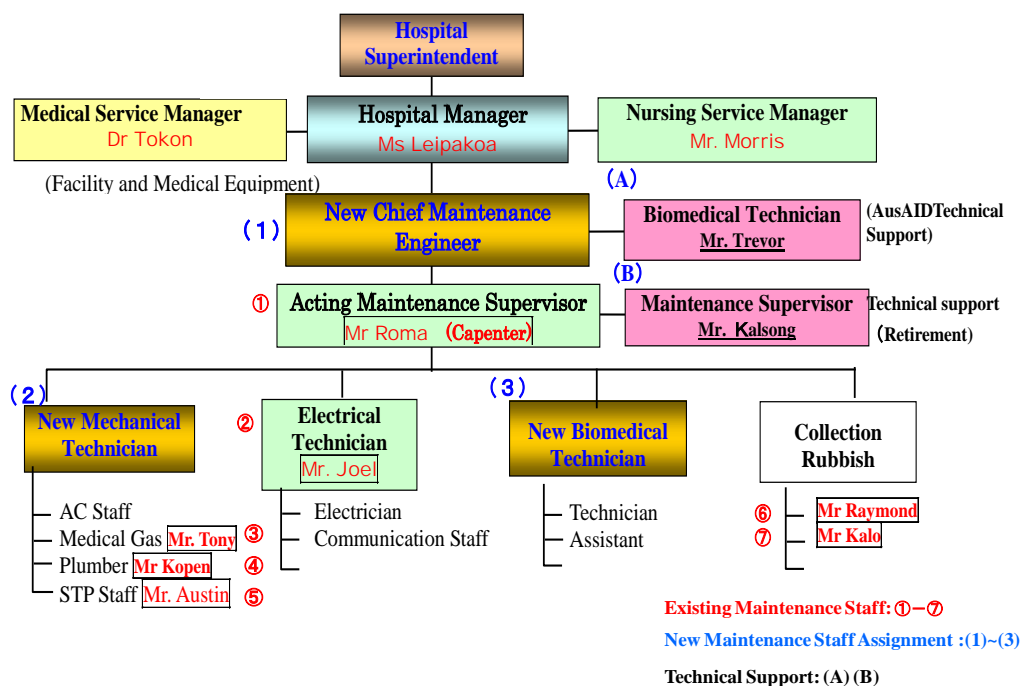 Hospital
Superintendent
Medical Service Manager
Dr Tokon
Hospital Manager
Ms Leipakoa
Nursing Service Manager
Mr. Morris
(Facility and Medical Equipment)
(A)
(1)
New Chief Maintenance
Engineer
Biomedical Technician
Mr. Trevor
(AusAIDTechnical
Support)
(B)
①
Acting Maintenance Supervisor
Mr Roma (Capenter)
Maintenance Supervisor
Mr. Kalsong
Technical support
(Retirement)
(2)
New Mechanical
Technician
②
Electrical
Technician
Mr. Joel
(3)
New Biomedical
Technician
Collection
Rubbish
AC Staff
Medical Gas Mr. Tony ③
Plumber Mr Kopen ④
STP Staff Mr. Austin ⑤
Electrician
Communication Staff
Technician
Assistant
⑥ Mr Raymond
⑦ Mr Kalo
Existing Maintenance Staff: ①－⑦
New Maintenance Staff Assignment :(1)~(3)
Technical Support: (A) (B)